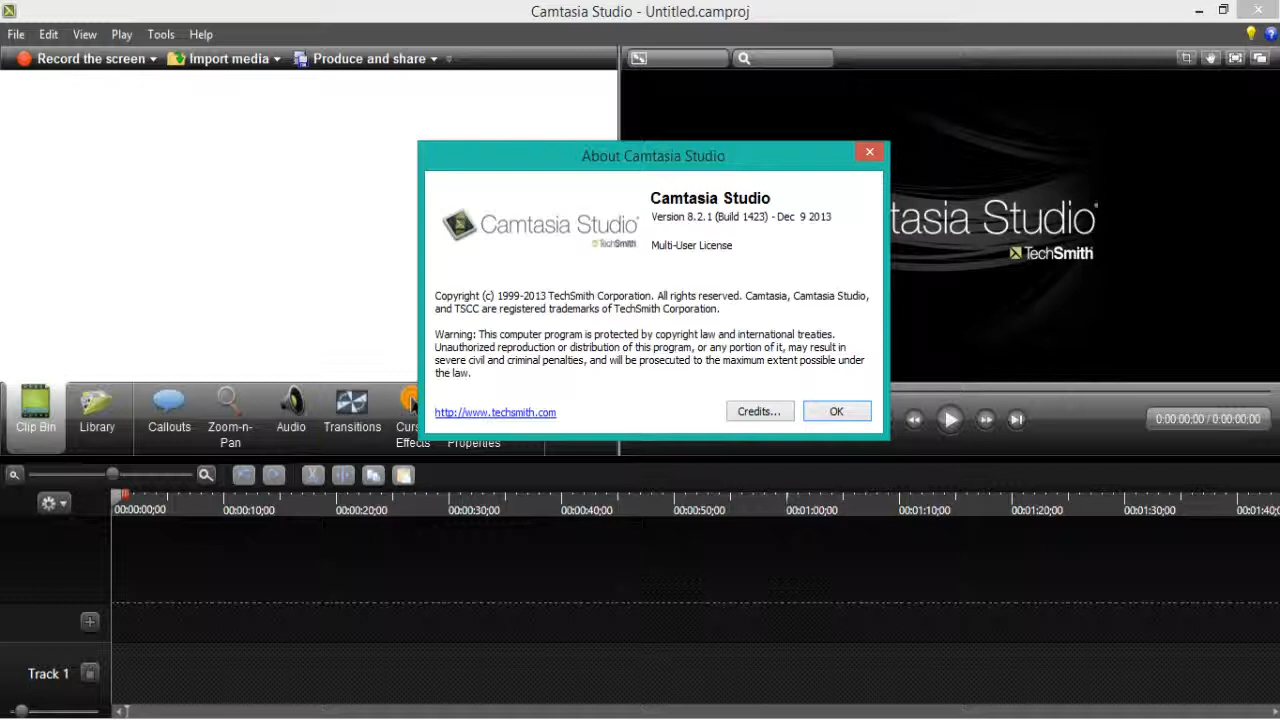 Camtasia Studio - Untitled.camproj
File Edit View Play Tools Help
Record the screen Import media Produce and share
About Camtasia Studio
Camtasia Studio
Version 8.2.1 (Build 1423) - Dec 9 2013
Camtasia Studio
TechSmith
Multi-User License
tasia Studio
TechSmith
Copyright (c) 1999-2013 TechSmith Corporation. All rights reserved. Camtasia, Camtasia Studio,
and TSCC are registered trademarks of TechSmith Corporation.
Warning: This computer program is protected by copyright law and international treaties.
Unauthorized reproduction or distribution of this program, or any portion of it, may result in
severe civil and criminal penalties, and will be prosecuted to the maximum extent possible under
the law.
http://www.techsmith.com Credits... OK
Clip Bin Library Callouts Zoom-n- Audio Transitions Curs
Pan Effects Properties
0:00:00;00 / 0:00:00;00
00:00:00;00 00:00:10;00 00:00:20;00 00:00:30;00 00:00:40;00 00:00:50;00 00:01:00;00 00:01:10;00 00:01:20;00 00:01:30;00 00:01:40;0
Track 1